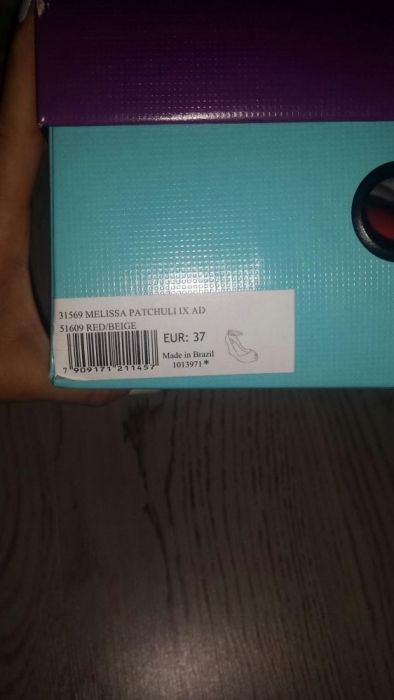 31569 MELISSA PATCHULI IX AD
51609 RED/BEIGE
EUR: 37
Made in Brazil
1013971*
7 909171 211457